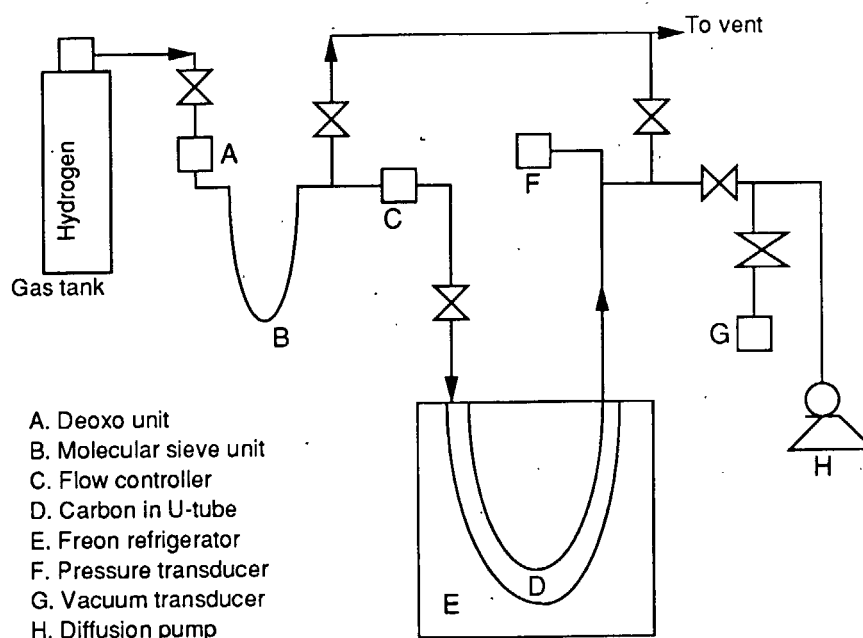 To vent
Hydrogen
Gas tank
A
B
C
F
G
H
D
E
A. Deoxo unit
B. Molecular sieve unit
C. Flow controller
D. Carbon in U-tube
E. Freon refrigerator
F. Pressure transducer
G. Vacuum transducer
H. Diffusion pump